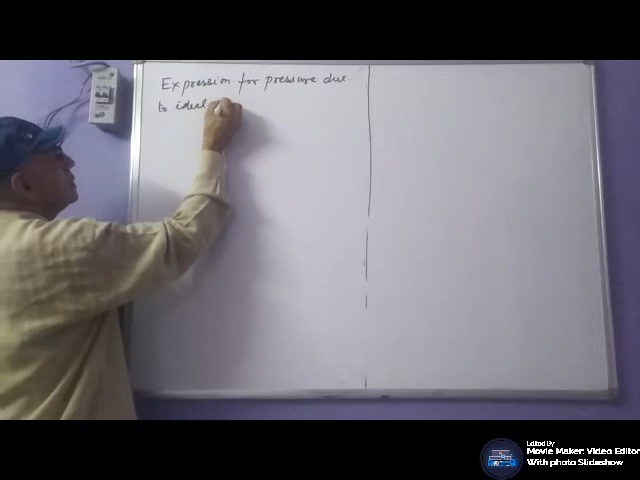 Expression for pressure due
to ideal
Edited By
Movie Maker: Video Editor
With photo Slideshow